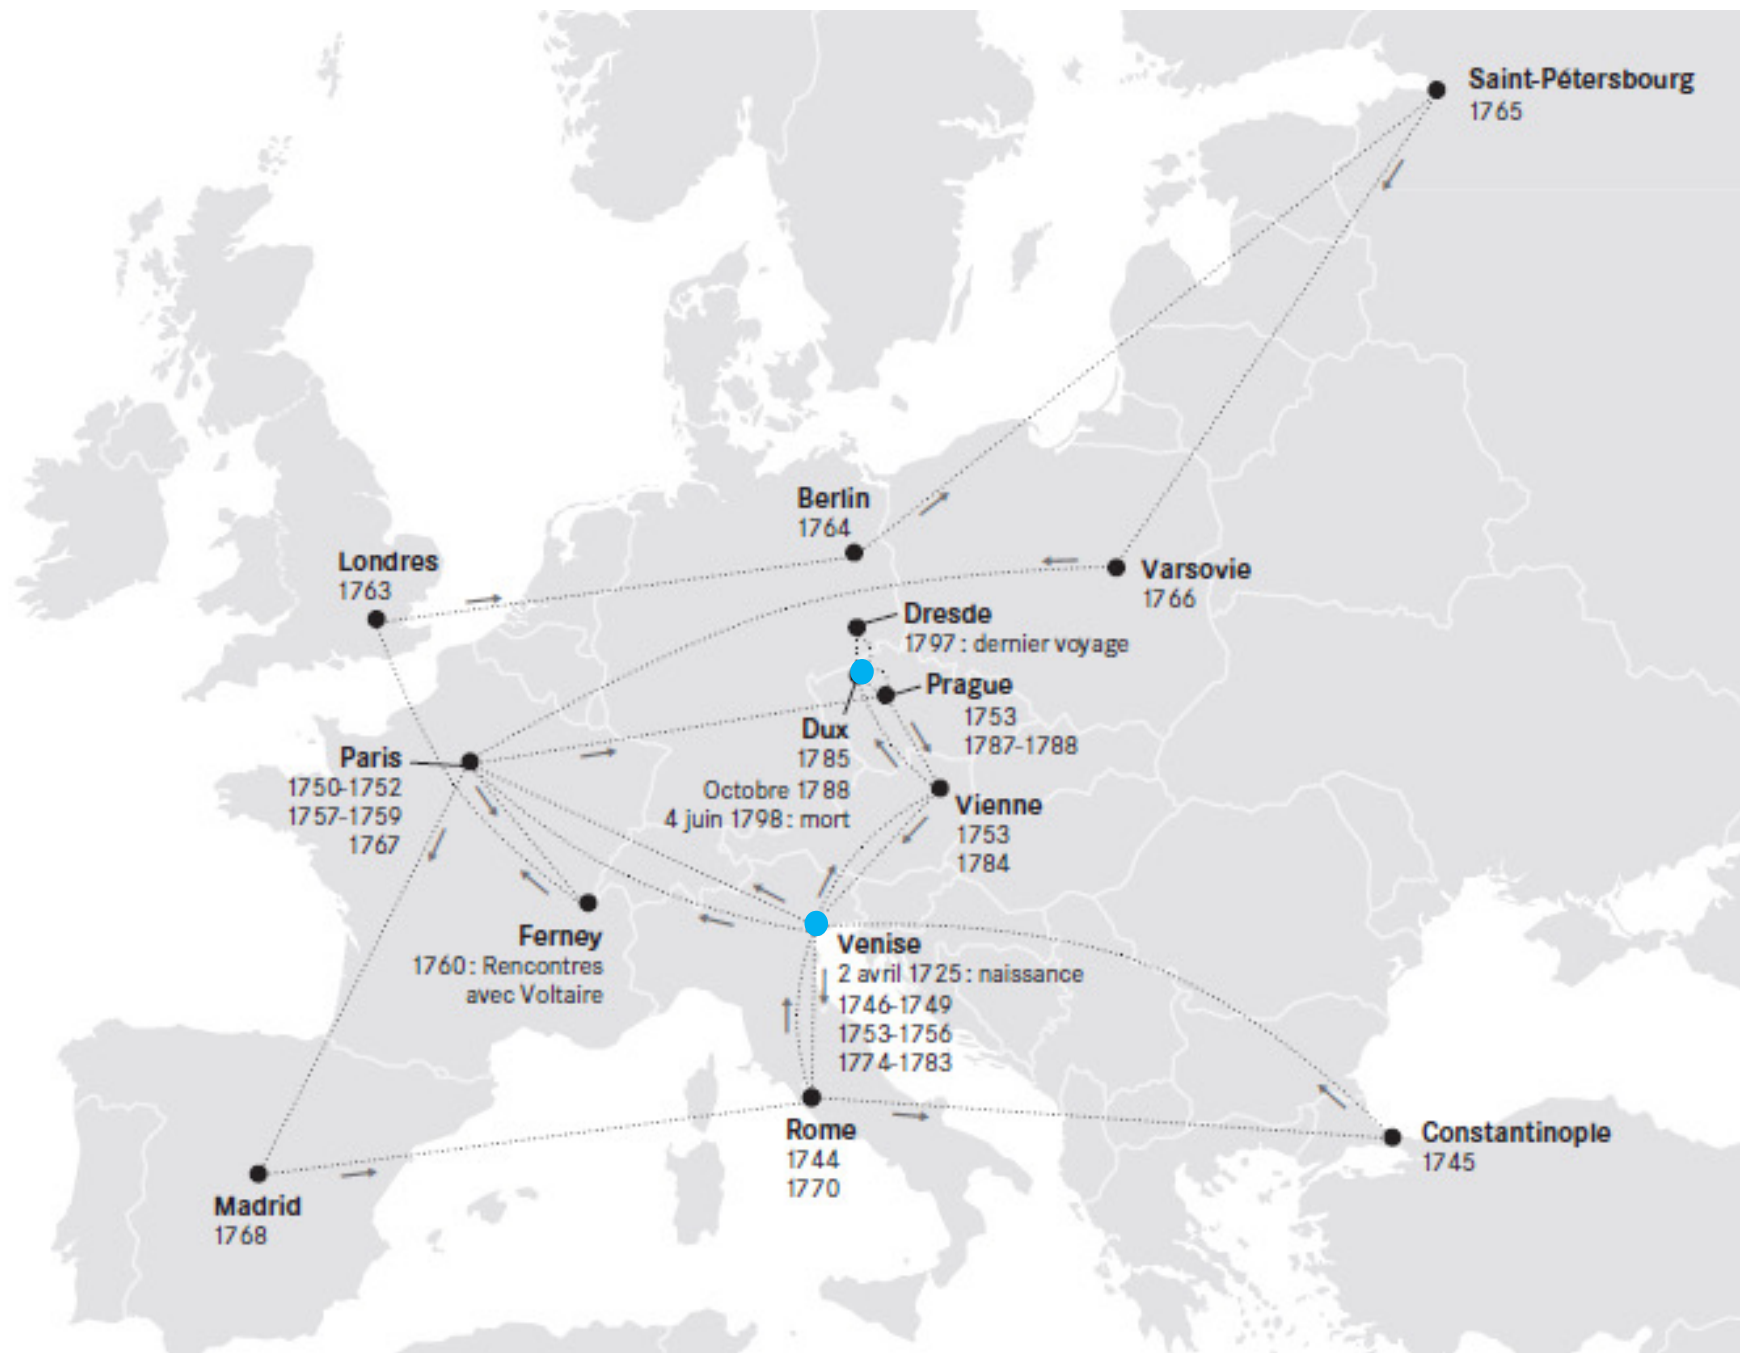 Saint-Pétersbourg
1765
Berlin
1764
Londres
1763
Varsovie
1766
Dresde
1797 : dernier voyage
Prague
1753
1787-1788
Dux
1785
Octobre 1788
4 juin 1798 : mort
Paris
1750-1752
1757-1759
1767
Vienne
1753
1784
Ferney
1760 : Rencontres
avec Voltaire
Venise
2 avril 1725 : naissance
1746-1749
1753-1756
1774-1783
Rome
1744
1770
Constantinople
1745
Madrid
1768